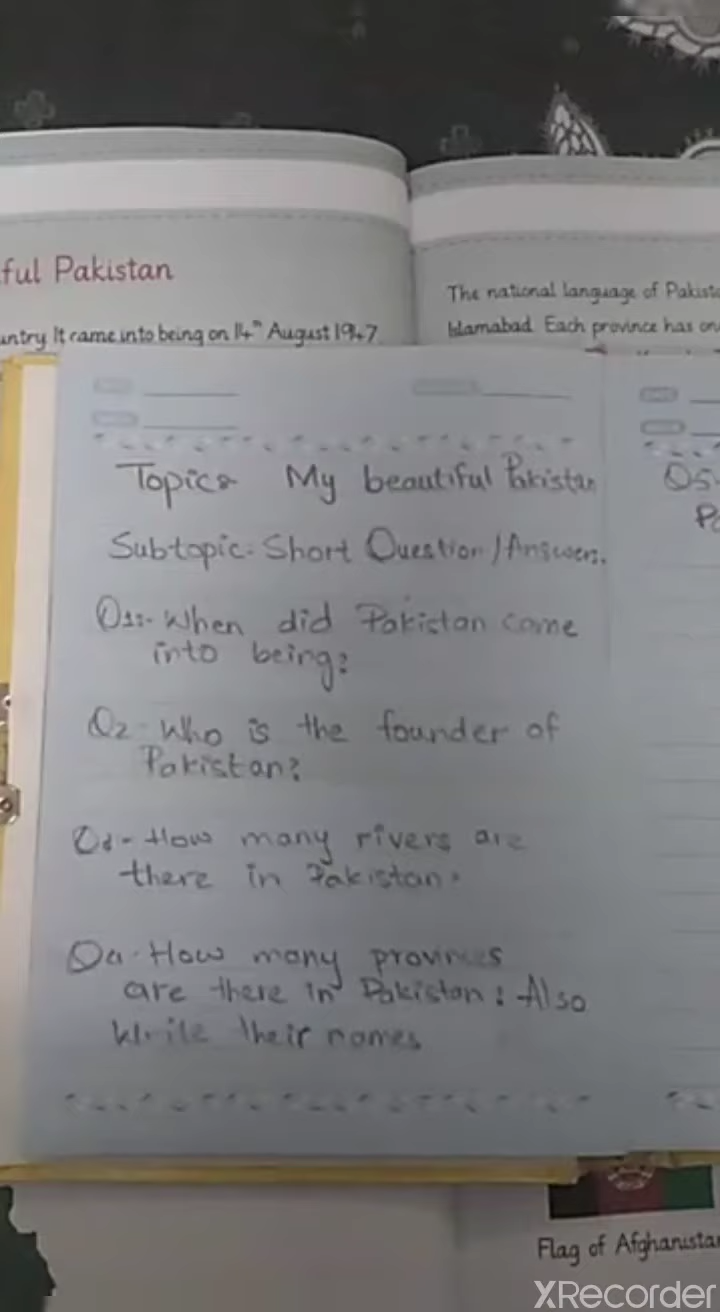 ful Pakistan
untry It came into being on 14th August 1947
The national language of Pakista
Islamabad Each province has on
Topic:- My beautiful Pakistan
Subtopic:- Short Question / Answers.
Q1:- When did Pakistan come
into being?
Q2:- Who is the founder of
Pakistan?
Q3:- How many rivers are
there in Pakistan?
Q4:- How many provinces
are there in Pakistan? Also
Write their names
Q5-
Pa
Flag of Afghanistan
XRecorder